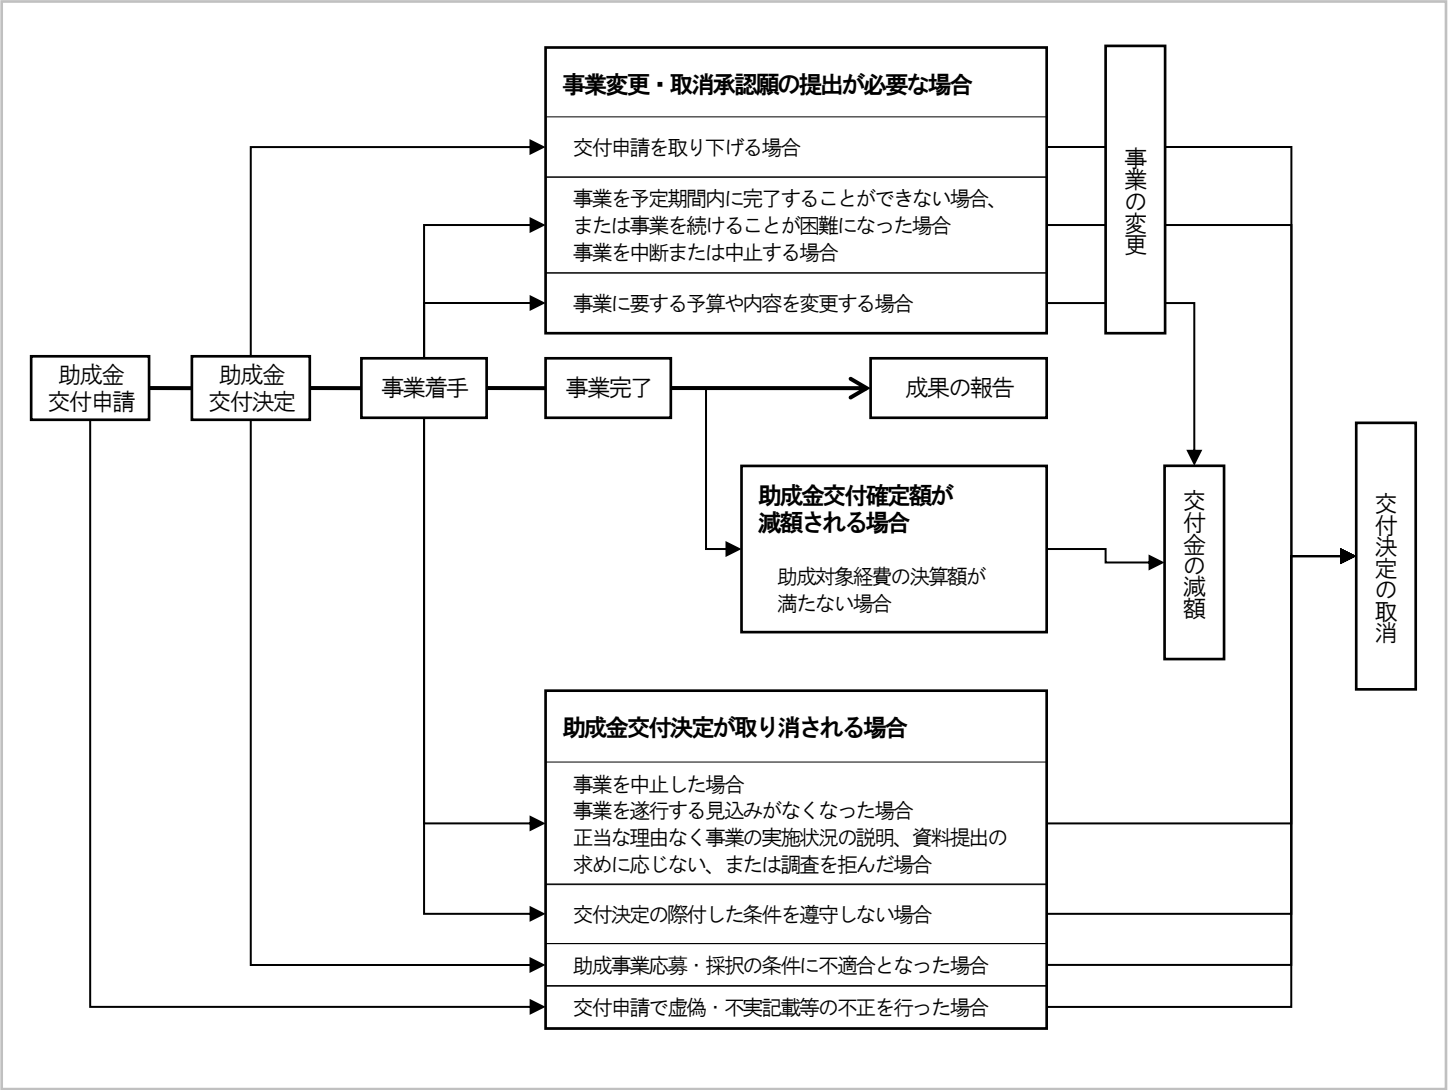 事業変更・取消承認願の提出が必要な場合
交付申請を取り下げる場合
事業を予定期間内に完了することができない場合、
または事業を続けることが困難になった場合
事業を中断または中止する場合
事業に要する予算や内容を変更する場合
事業の変更
助成金
交付申請
助成金
交付決定
事業着手
事業完了
成果の報告
助成金交付確定額が
減額される場合
助成対象経費の決算額が
満たない場合
交付金の減額
交付決定の取消
助成金交付決定が取り消される場合
事業を中止した場合
事業を遂行する見込みがなくなった場合
正当な理由なく事業の実施状況の説明、資料提出の
求めに応じない、または調査を拒んだ場合
交付決定の際付した条件を遵守しない場合
助成事業応募・採択の条件に不適合となった場合
交付申請で虚偽・不実記載等の不正を行った場合